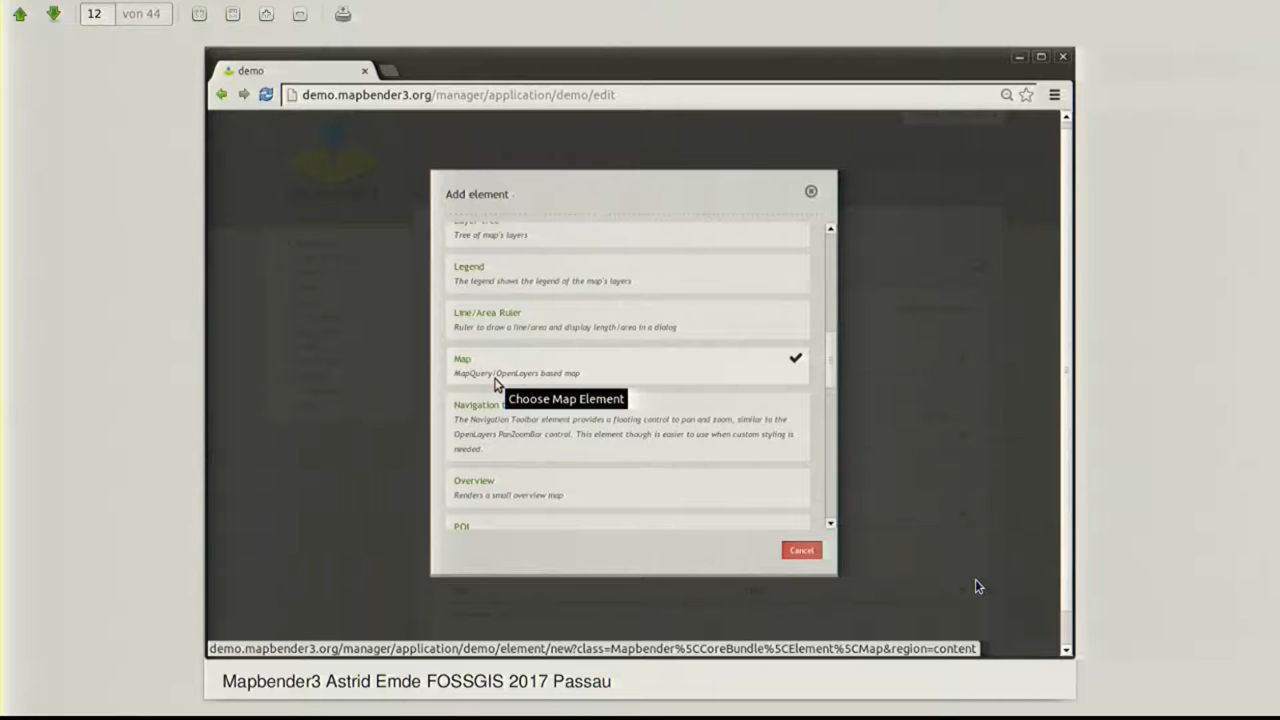 12 von 44
demo
demo.mapbender3.org/manager/application/demo/edit
Add element -
Tree of map's layers
Legend
The legend shows the legend of the map's layers
Line/Area Ruler
Ruler to draw a line/area and display length/area in a dialog
Map
MapQuery/OpenLayers based map
Choose Map Element
Navigation
The Navigation Toolbar element provides a floating control to pan and zoom, similar to the
OpenLayers PanZoomBar control. This element though is easier to use when custom styling is
needed.
Overview
Renders a small overview map
POI
Cancel
demo.mapbender3.org/manager/application/demo/element/new?class=Mapbender%5CCoreBundle%5CElement%5CMap&region=content
Mapbender3 Astrid Emde FOSSGIS 2017 Passau